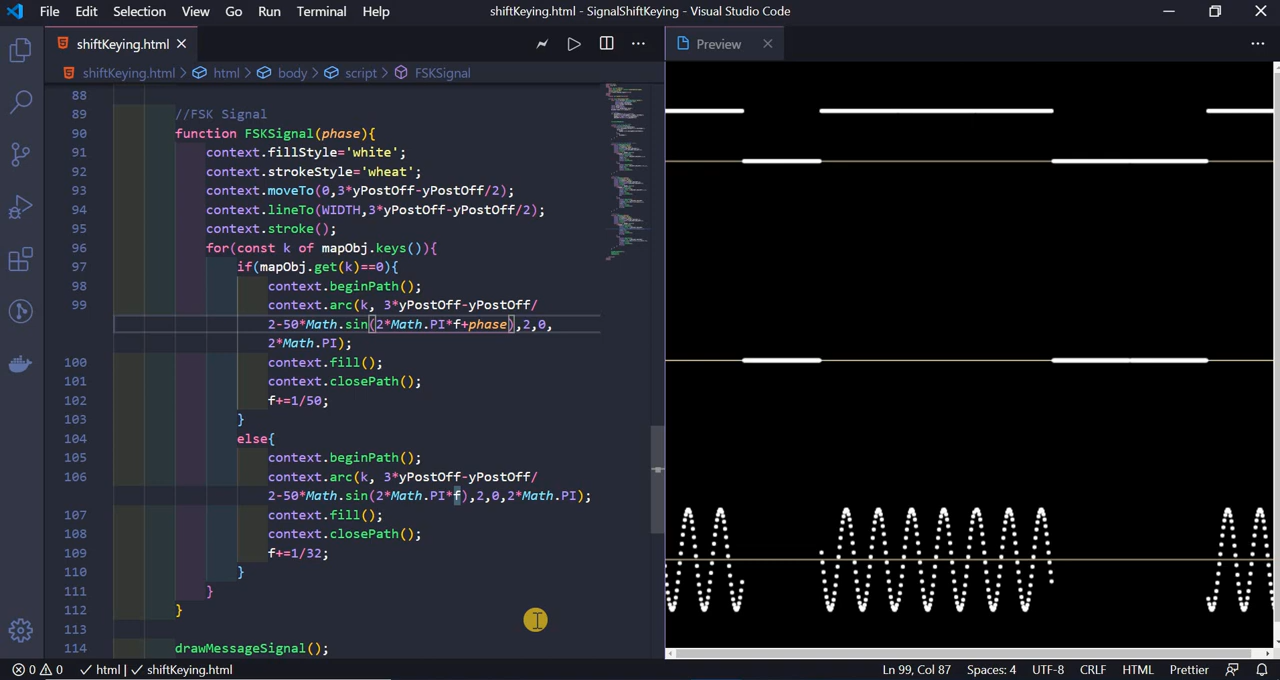 File Edit Selection View Go Run Terminal Help shiftKeying.html - SignalShiftKeying - Visual Studio Code
shiftKeying.html
Preview
shiftKeying.html > html > body > script > FSKSignal
88
89 //FSK Signal
90 function FSKSignal(phase){
91 context.fillStyle='white';
92 context.strokeStyle='wheat';
93 context.moveTo(0,3*yPostOff-yPostOff/2);
94 context.lineTo(WIDTH,3*yPostOff-yPostOff/2);
95 context.stroke();
96 for(const k of mapObj.keys()){
97 if(mapObj.get(k)==0){
98 context.beginPath();
99 context.arc(k, 3*yPostOff-yPostOff/
2-50*Math.sin(2*Math.PI*f+phase),2,0,
2*Math.PI);
100 context.fill();
101 context.closePath();
102 f+=1/50;
103 }
104 else{
105 context.beginPath();
106 context.arc(k, 3*yPostOff-yPostOff/
2-50*Math.sin(2*Math.PI*f),2,0,2*Math.PI);
107 context.fill();
108 context.closePath();
109 f+=1/32;
110 }
111 }
112 }
113
114 drawMessageSignal();
0 0 html | shiftKeying.html Ln 99, Col 87 Spaces: 4 UTF-8 CRLF HTML Prettier